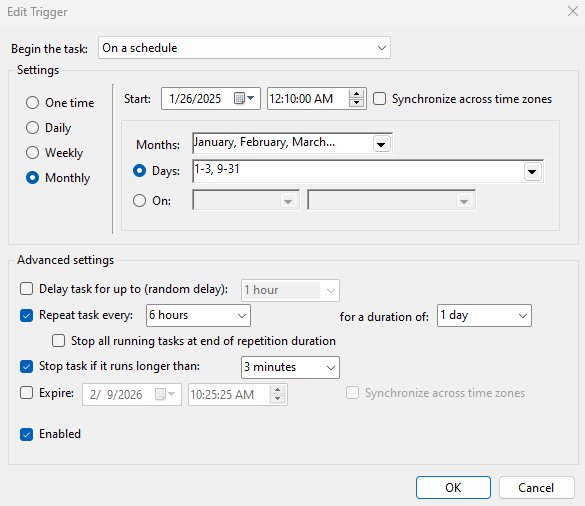 Edit Trigger
Begin the task: On a schedule
Settings
One time
Daily
Weekly
Monthly
Start: 1/26/2025 12:10:00 AM Synchronize across time zones
Months: January, February, March...
Days: 1-3, 9-31
On:
Advanced settings
Delay task for up to (random delay): 1 hour
Repeat task every: 6 hours for a duration of: 1 day
Stop all running tasks at end of repetition duration
Stop task if it runs longer than: 3 minutes
Expire: 2/ 9/2026 10:25:25 AM Synchronize across time zones
Enabled
OK Cancel